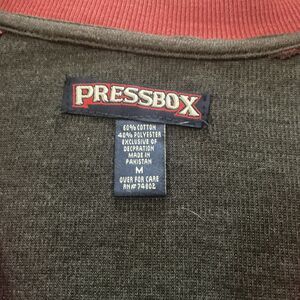 PRESSBOX
60% COTTON
40% POLYESTER
EXCLUSIVE OF
DECORATION
MADE IN
PAKISTAN
M
OVER FOR CARE
RN# 74802